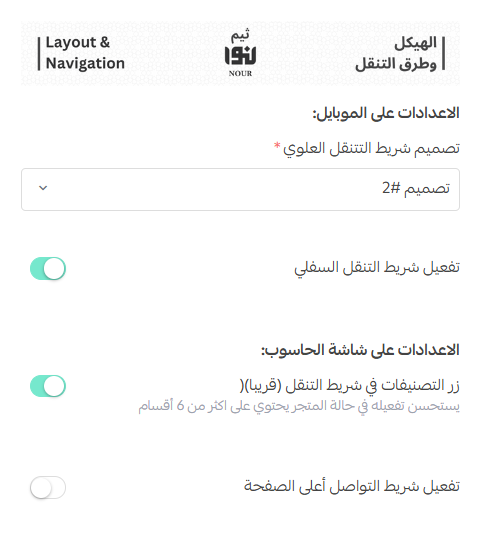 الهيكل
وطرق التنقل
ثيم
نورا
NOUR
Layout &
Navigation
الاعدادات على الموبايل:
تصميم شريط التتنقل العلوي *
تصميم #2
تفعيل شريط التنقل السفلي
الاعدادات على شاشة الحاسوب:
زر التصنيفات في شريط التنقل (قريبا)(
يستحسن تفعيله في حالة المتجر يحتوي على اكثر من 6 أقسام
تفعيل شريط التواصل أعلى الصفحة